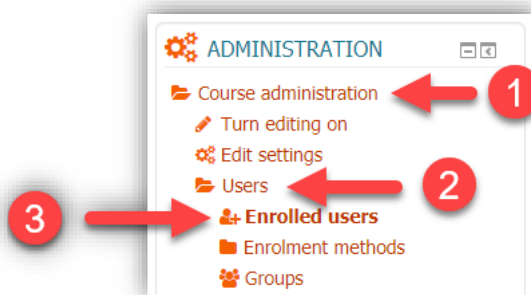 ADMINISTRATION
Course administration
1
Turn editing on
Edit settings
Users
2
3
Enrolled users
Enrolment methods
Groups